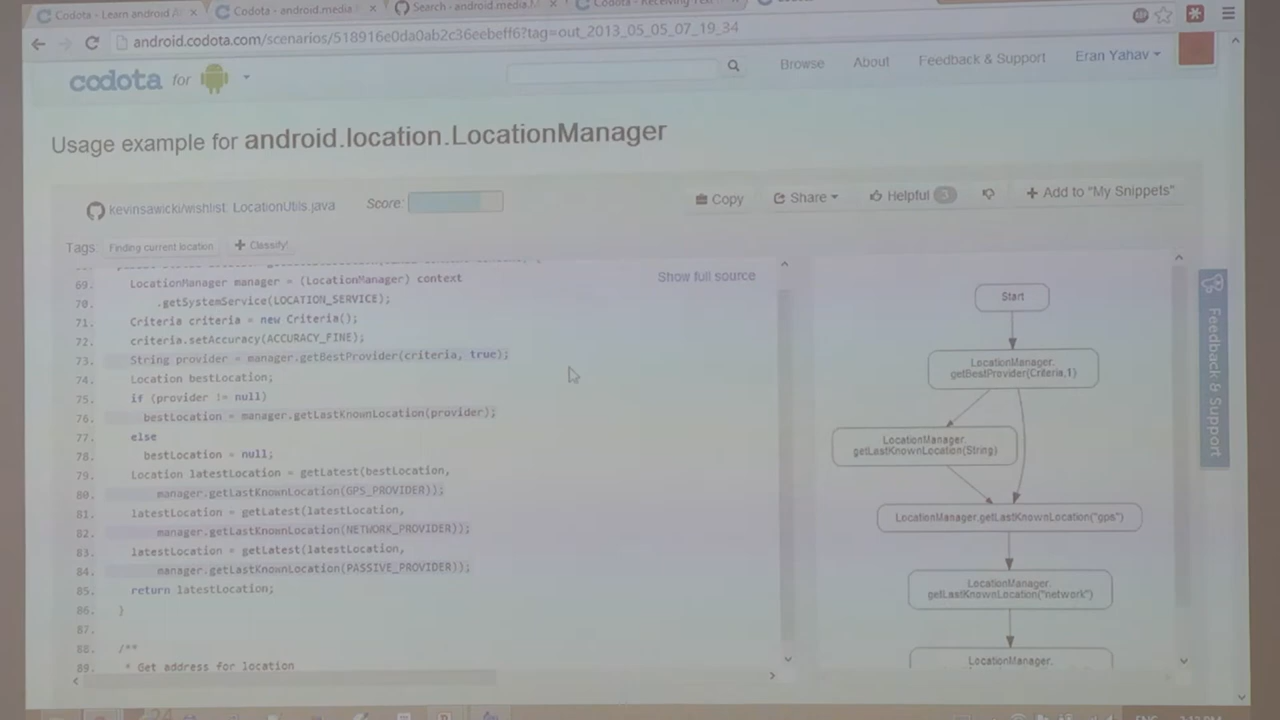 Codota - Learn android
Codota - android.media
Search - android.media
android.codota.com/scenarios/518916e0da0ab2c36eebeff6?tag=out_2013_05_05_07_19_34
codota for
Browse About Feedback & Support Eran Yahav
Usage example for android.location.LocationManager
kevinsawicki/wishlist: LocationUtils.java Score:
Copy Share Helpful 3 + Add to "My Snippets"
Tags: Finding current location + Classify!
Show full source
69. LocationManager manager = (LocationManager) context
70. .getSystemService(LOCATION_SERVICE);
71. Criteria criteria = new Criteria();
72. criteria.setAccuracy(ACCURACY_FINE);
73. String provider = manager.getBestProvider(criteria, true);
74. Location bestLocation;
75. if (provider != null)
76. bestLocation = manager.getLastKnownLocation(provider);
77. else
78. bestLocation = null;
79. Location latestLocation = getLatest(bestLocation,
80. manager.getLastKnownLocation(GPS_PROVIDER));
81. latestLocation = getLatest(latestLocation,
82. manager.getLastKnownLocation(NETWORK_PROVIDER));
83. latestLocation = getLatest(latestLocation,
84. manager.getLastKnownLocation(PASSIVE_PROVIDER));
85. return latestLocation;
86. }
87.
88. /**
89. * Get address for location
Start
LocationManager.
getBestProvider(Criteria,1)
LocationManager.
getLastKnownLocation(String)
LocationManager.getLastKnownLocation("gps")
LocationManager.
getLastKnownLocation("network")
LocationManager.
Feedback & Support